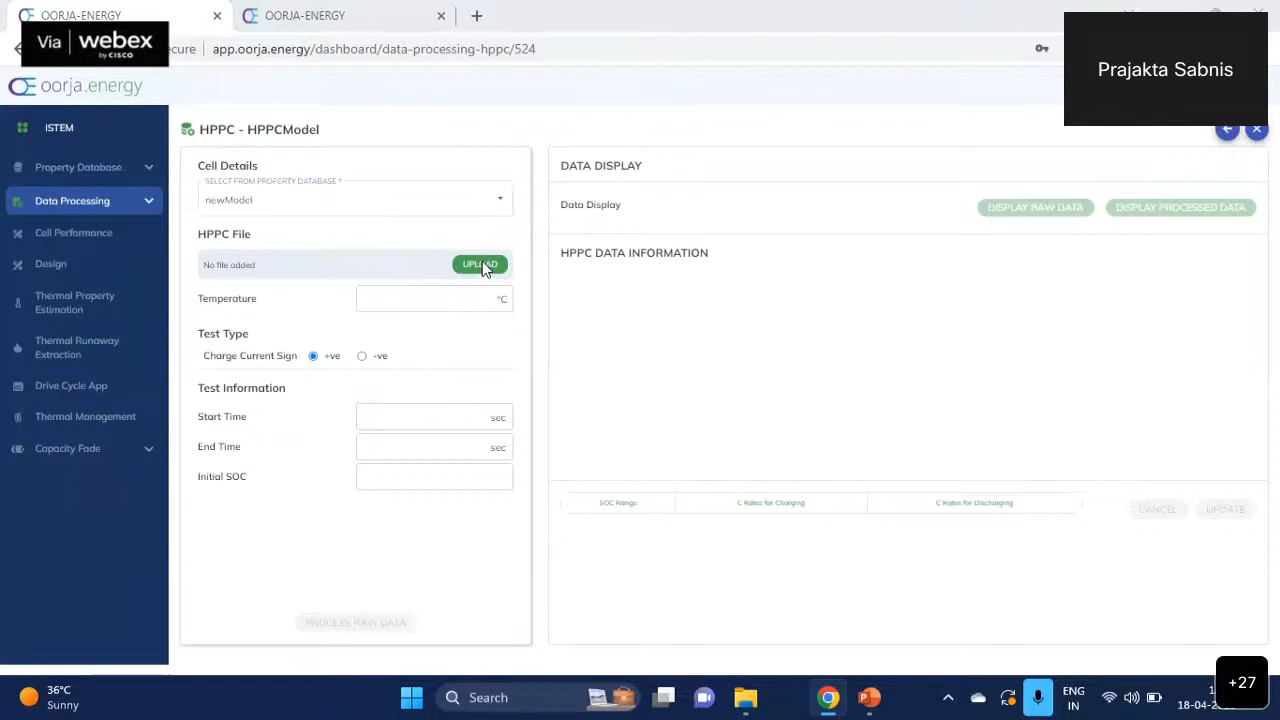 OORJA-ENERGY
OORJA-ENERGY
Via webex
by CISCO
ecure app.oorja.energy/dashboard/data-processing-hppc/524
Prajakta Sabnis
oorja.energy
ISTEM
Property Database
Data Processing
Cell Performance
Design
Thermal Property
Estimation
Thermal Runaway
Extraction
Drive Cycle App
Thermal Management
Capacity Fade
HPPC - HPPCModel
Cell Details
SELECT FROM PROPERTY DATABASE *
newModel
HPPC File
No file added UPLOAD
Temperature °C
Test Type
Charge Current Sign +ve -ve
Test Information
Start Time sec
End Time sec
Initial SOC
PROCESS RAW DATA
DATA DISPLAY
Data Display DISPLAY RAW DATA DISPLAY PROCESSED DATA
HPPC DATA INFORMATION
SOC Range C Rates for Charging C Rates for Discharging CANCEL UPDATE
36°C
Sunny
Search
ENG
IN
18-04-2
+27